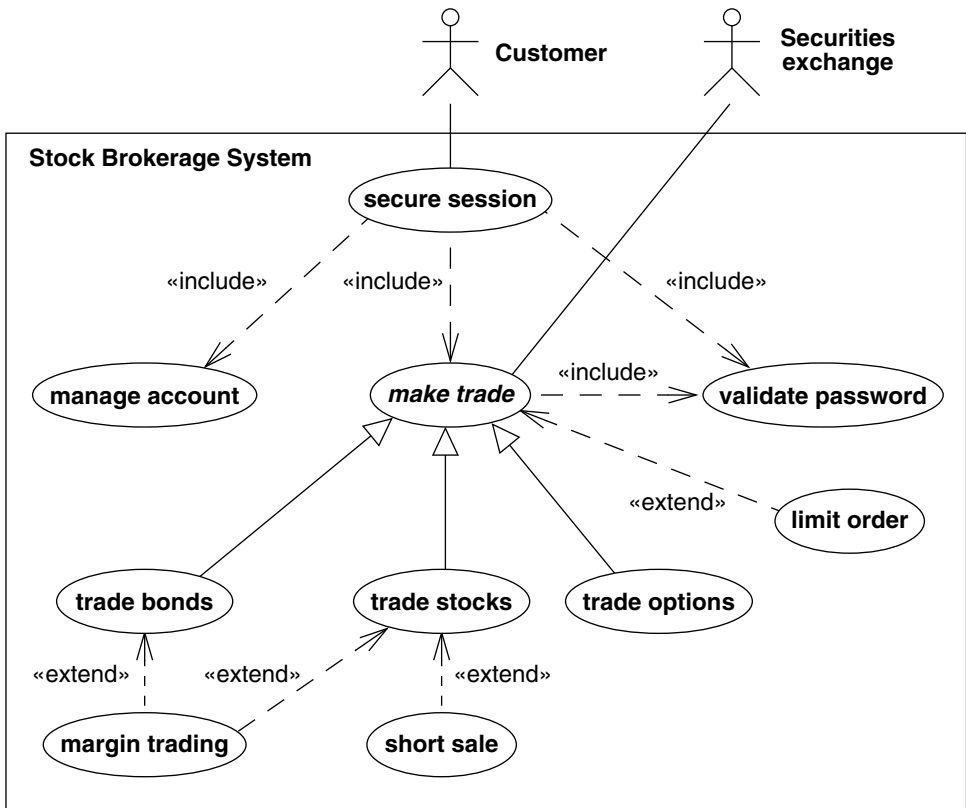 Customer
Securities
exchange
Stock Brokerage System
secure session
«include»
«include»
«include»
manage account
make trade
«include»
validate password
«extend»
limit order
trade bonds
trade stocks
trade options
«extend»
«extend»
«extend»
margin trading
short sale